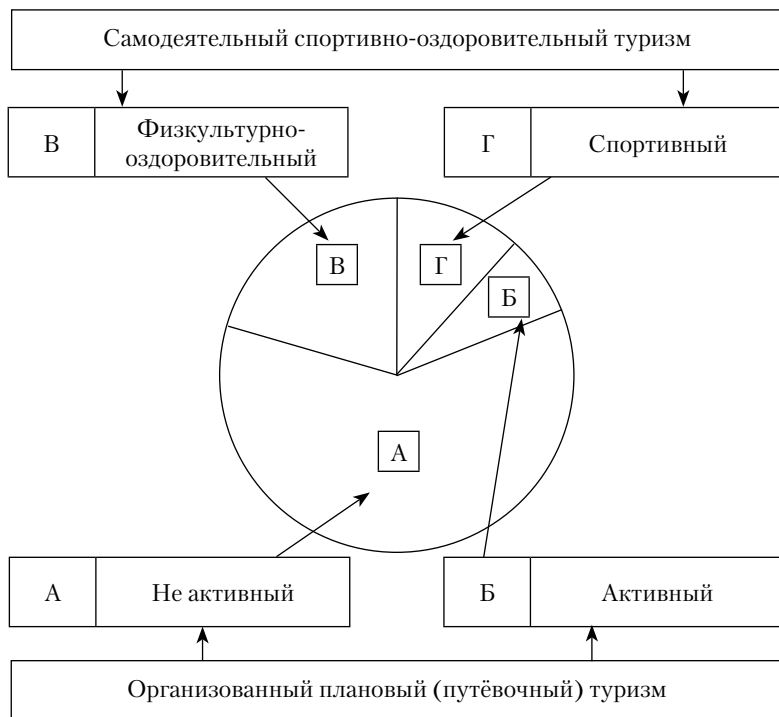 Самодеятельный спортивно-оздоровительный туризм
В
Физкультурно-
оздоровительный
Г
Спортивный
В
Г
Б
А
А
Не активный
Б
Активный
Организованный плановый (путёвочный) туризм